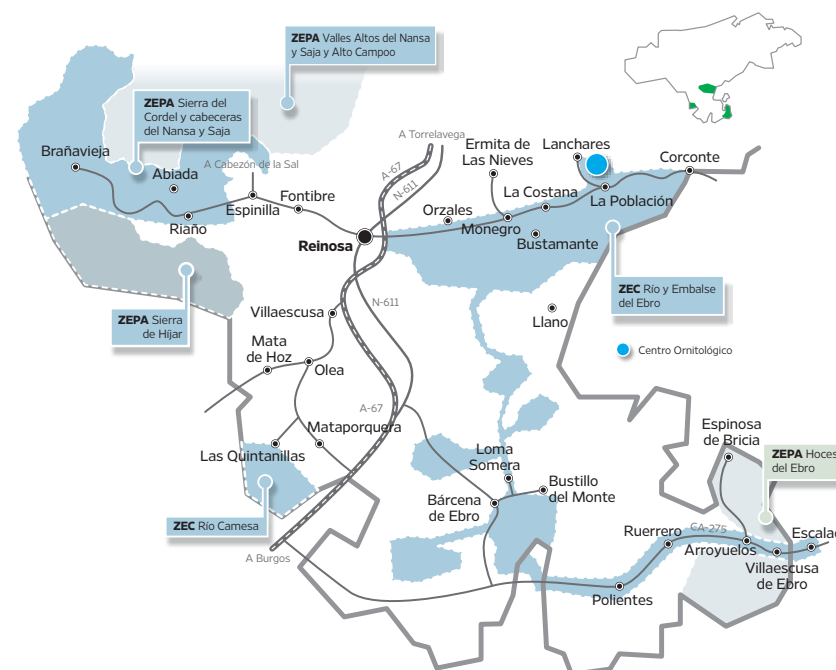 ZEPA Valles Altos del Nansa
y Saja y Alto Campoo
ZEPA Sierra del
Cordel y cabeceras
del Nansa y Saja
A Torrelavega
A-67
N-611
Ermita de
Las Nieves
Lanchares
Corconte
Brañavieja
Abiada
A Cabezón de la Sal
Espinilla
Fontibre
Riaño
Reinosa
Orzales
La Costana
La Población
Monegro
Bustamante
ZEC Río y Embalse
del Ebro
ZEPA Sierra
de Híjar
Villaescusa
N-611
Llano
Mata
de Hoz
Olea
Centro Ornitológico
A-67
Mataporquera
Las Quintanillas
Espinosa
de Bricia
ZEPA Hoces
del Ebro
Loma
Somera
Bustillo
del Monte
Bárcena
de Ebro
ZEC Río Camesa
A Burgos
Ruerrero
CA-275
Arroyuelos
Escalad
Villaescusa
de Ebro
Polientes